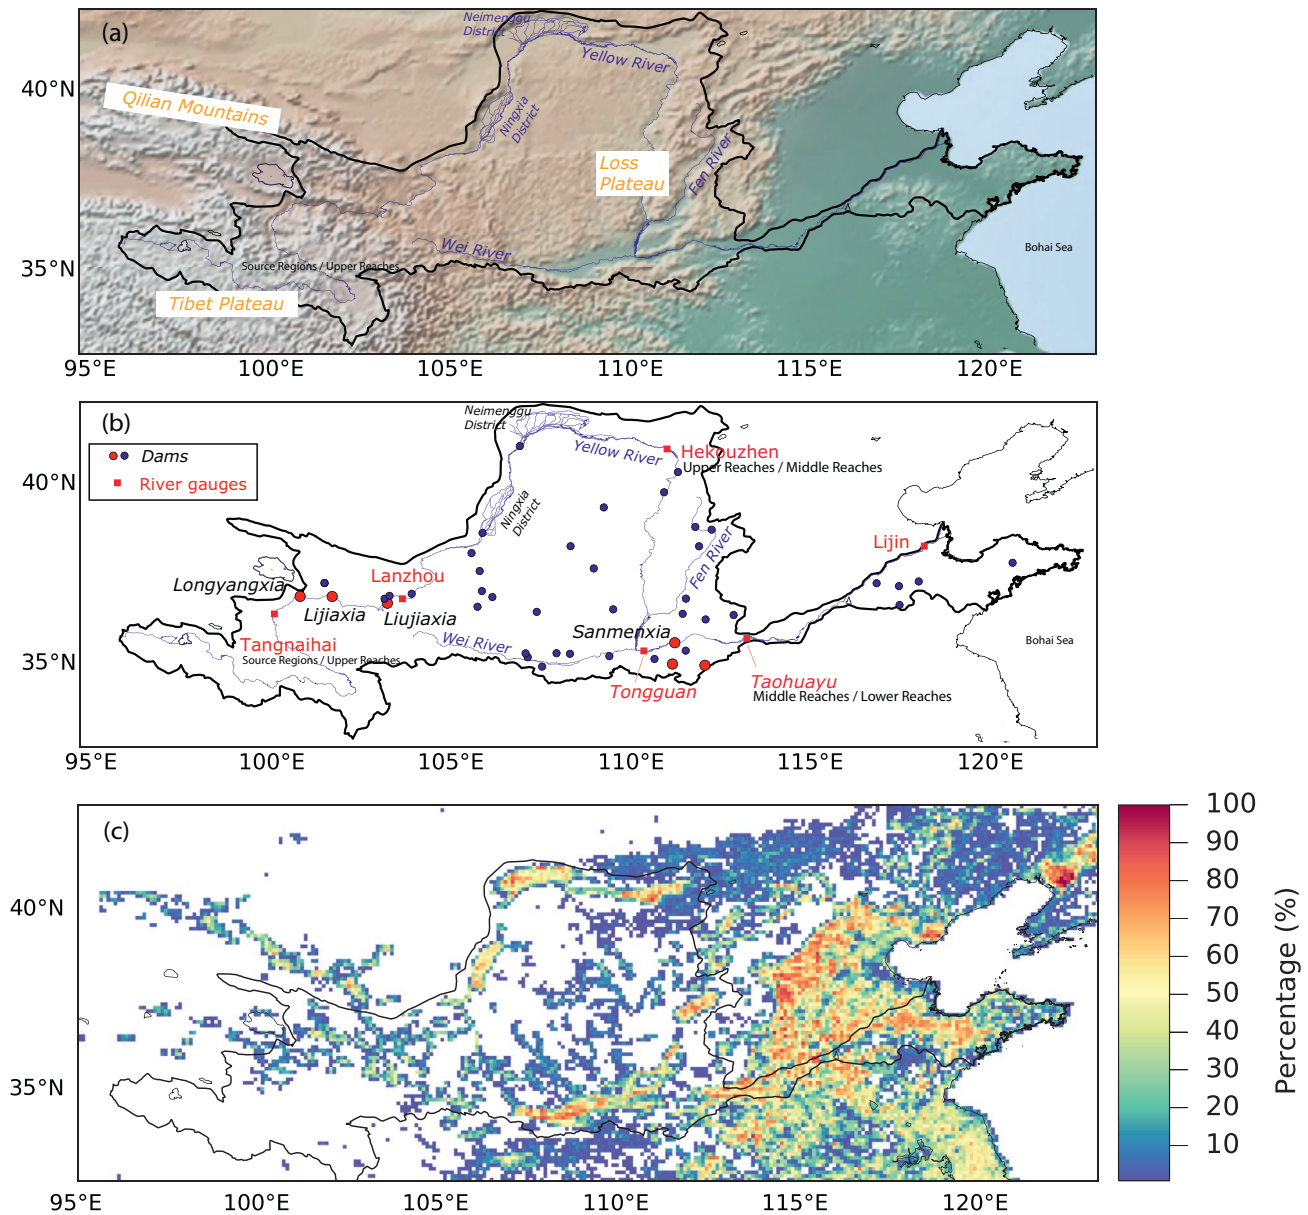 (a)
Neimenggu
District
Yellow River
40°N
Qilian Mountains
Ningxia
District
Loss
Plateau
Fen River
Wei River
Bohai Sea
35°N
Source Regions / Upper Reaches
Tibet Plateau
95°E
100°E
105°E
110°E
115°E
120°E
(b)
Neimenggu
District
Dams
River gauges
Yellow River
Hekouzhen
Upper Reaches / Middle Reaches
40°N
Ningxia
District
Fen River
Lijin
Lanzhou
Longyangxia
Lijiaxia
Liujiaxia
Sanmenxia
Tangnaihai
Wei River
Bohai Sea
35°N
Source Regions / Upper Reaches
Tongguan
Taohuayu
Middle Reaches / Lower Reaches
95°E
100°E
105°E
110°E
115°E
120°E
(c)
40°N
35°N
95°E
100°E
105°E
110°E
115°E
120°E
100
90
80
70
60
50
40
30
20
10
Percentage (%)